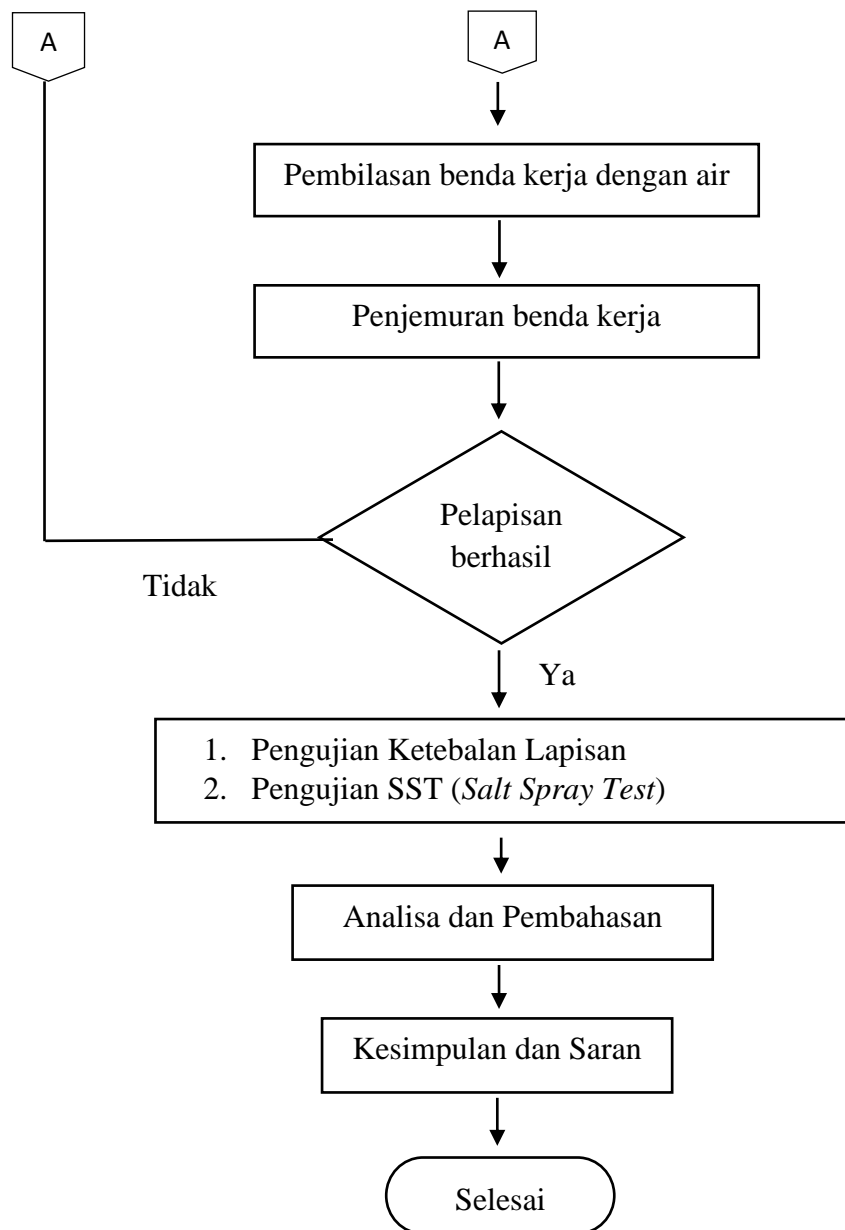 A
A
Pembilasan benda kerja dengan air
Penjemuran benda kerja
Pelapisan
berhasil
Tidak
Ya
1. Pengujian Ketebalan Lapisan
2. Pengujian SST (Salt Spray Test)
Analisa dan Pembahasan
Kesimpulan dan Saran
Selesai